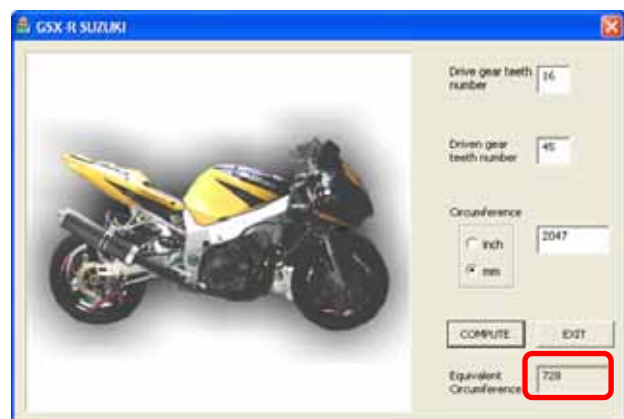 GSX-R SUZUKI
Drive gear teeth
number
16
Driven gear
teeth number
45
Circumference
inch
2047
mm
COMPUTE
EXIT
Equivalent
Circumference
728